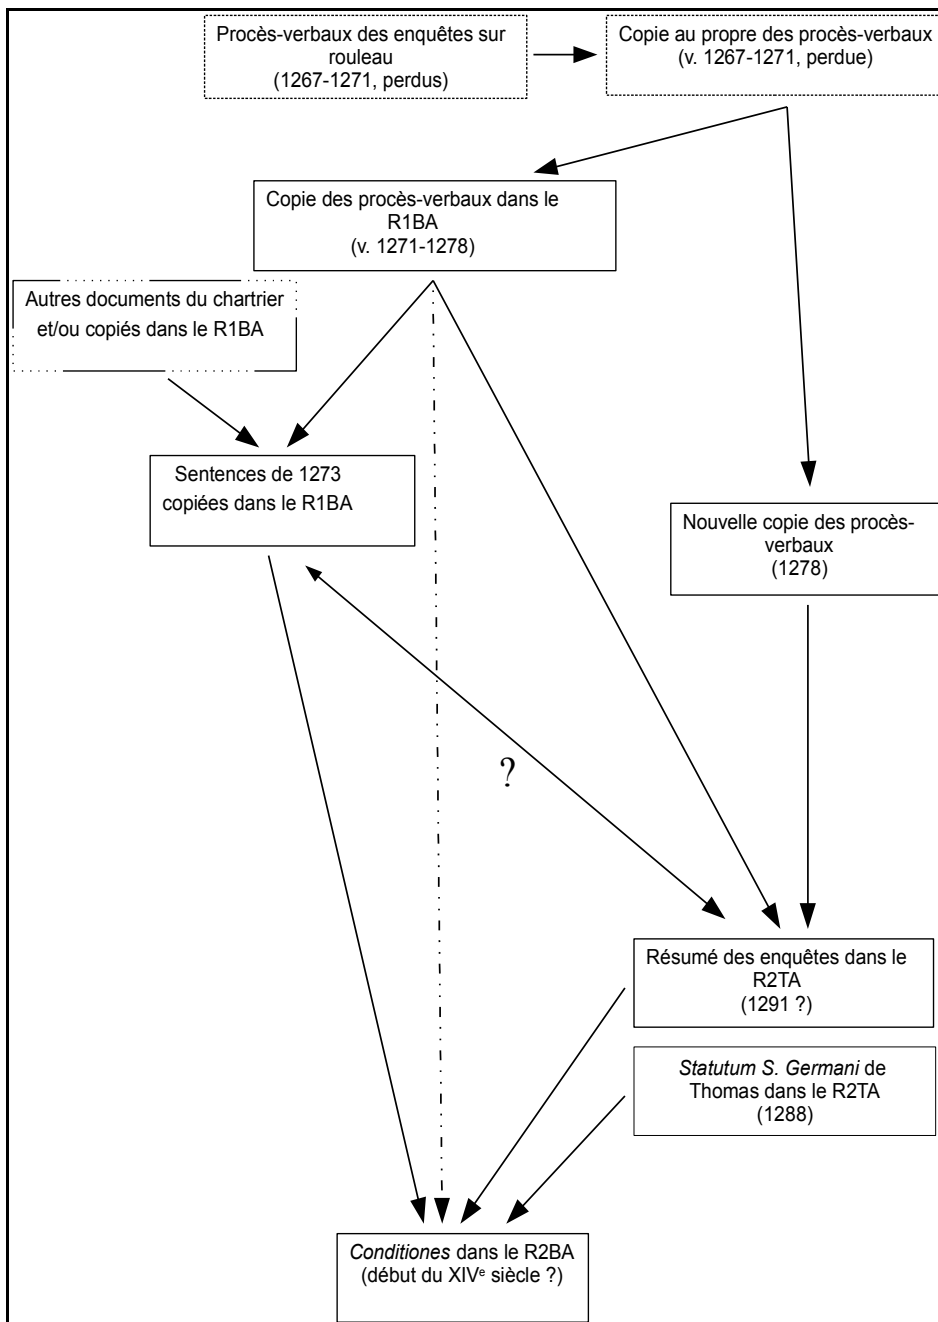 Procès-verbaux des enquêtes sur
rouleau
(1267-1271, perdus)
Copie au propre des procès-verbaux
(v. 1267-1271, perdue)
Copie des procès-verbaux dans le
R1BA
(v. 1271-1278)
Autres documents du chartrier
et/ou copiés dans le R1BA
Sentences de 1273
copiées dans le R1BA
Nouvelle copie des procès-
verbaux
(1278)
?
Résumé des enquêtes dans le
R2TA
(1291 ?)
Statutum S. Germani de
Thomas dans le R2TA
(1288)
Conditiones dans le R2BA
(début du XIVe siècle ?)